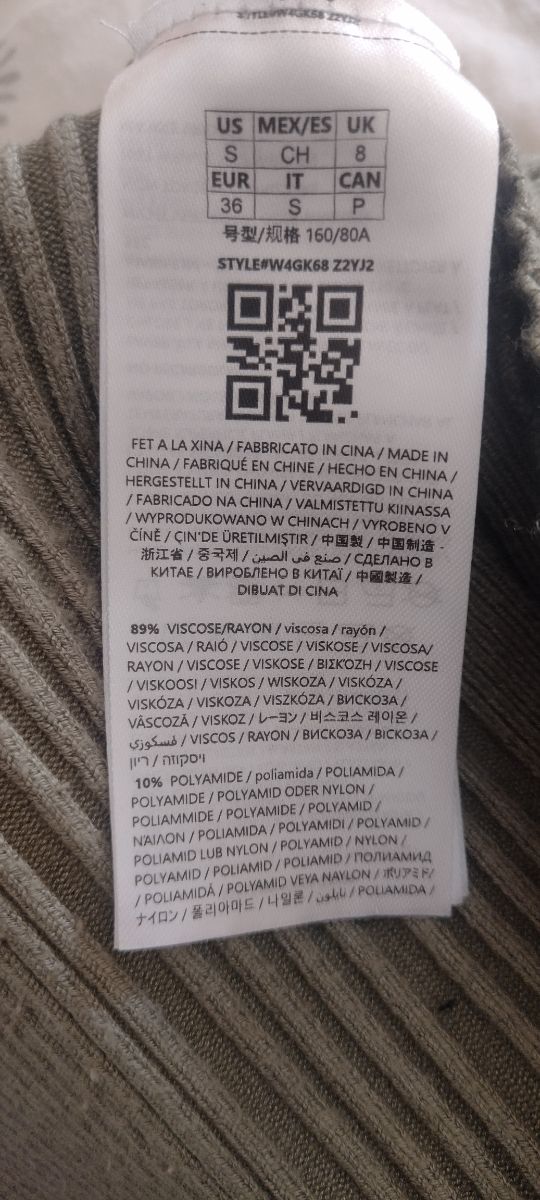 STYLE#W4GK68 Z2YJ2
US MEX/ES UK
S CH 8
EUR IT CAN
36 S P
号型/规格 160/80A
STYLE#W4GK68 Z2YJ2
FET A LA XINA / FABBRICATO IN CINA / MADE IN
CHINA / FABRIQUÉ EN CHINE / HECHO EN CHINA /
HERGESTELLT IN CHINA / VERVAARDIGD IN CHINA
/ FABRICADO NA CHINA / VALMISTETTU KIINASSA
/ WYPRODUKOWANO W CHINACH / VYROBENO V
ČÍNĚ / ÇIN'DE ÜRETILMIŞTIR / 中国製 / 中国制造 -
浙江省 / 중국제 / صنع في الصين / СДЕЛАНО В
КИТАЕ / ВИРОБЛЕНО В КИТАЇ / 中國製造 /
DIBUAT DI CINA
89% VISCOSE/RAYON / viscosa / rayón /
VISCOSA / RAIÓ / VISCOSE / VISKOSE / VISCOSA/
RAYON / VISCOSE / VISKOSE / ΒΙΣΚΌΖΗ / VISCOSE
/ VISKOOSI / VISKOS / WISKOZA / VISKÓZA /
VISKÓZA / VISKOZA / VISZKÓZA / ВИСКОЗА /
VÂSCOZĂ / VISKOZ / レーヨン / 비스코스 레이온 /
فسكوزي / VISCOS / RAYON / ВИСКОЗА / ВІСКОЗА /
ויסקוזה / ריון
10% POLYAMIDE / poliamida / POLIAMIDA /
POLYAMIDE / POLYAMID ODER NYLON /
POLIAMMIDE / POLYAMIDE / POLYAMID /
ΝΆΙΛΟΝ / POLIAMIDA / POLYAMIDI / POLYAMID /
POLIAMID LUB NYLON / POLYAMID / NYLON /
POLYAMID / POLIAMID / POLIAMID / ПОЛИАМИД
/ POLIAMIDĂ / POLYAMID VEYA NAYLON / ポリアミド/
ナイロン / 폴리아마드 / 나일론 / نايلون / POLIAMIDA /